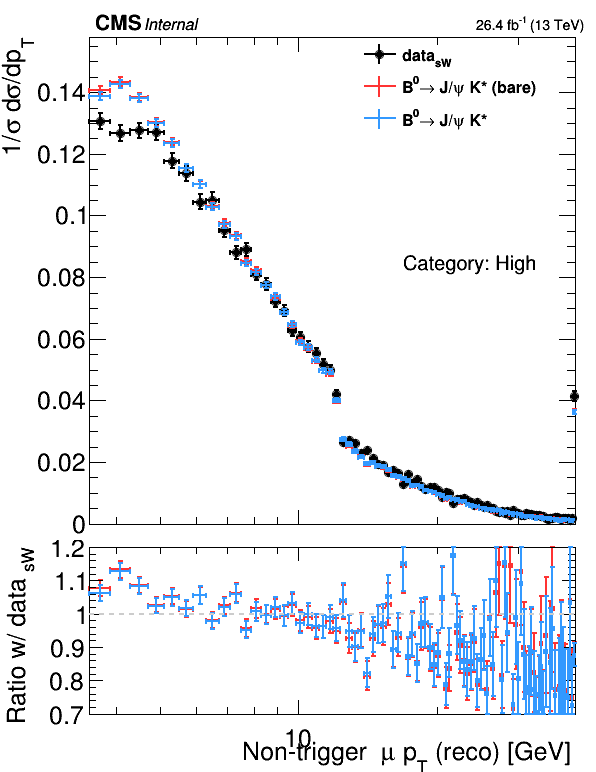 CMS Internal
26.4 fb⁻¹ (13 TeV)
1/σ dσ/dp_T
data_sW
B⁰→ J/ψ K* (bare)
B⁰→ J/ψ K*
Category: High
0.14
0.12
0.1
0.08
0.06
0.04
0.02
0
Ratio w/ data sW
1.2
1.1
1
0.9
0.8
0.7
10
Non-trigger μ p_T (reco) [GeV]